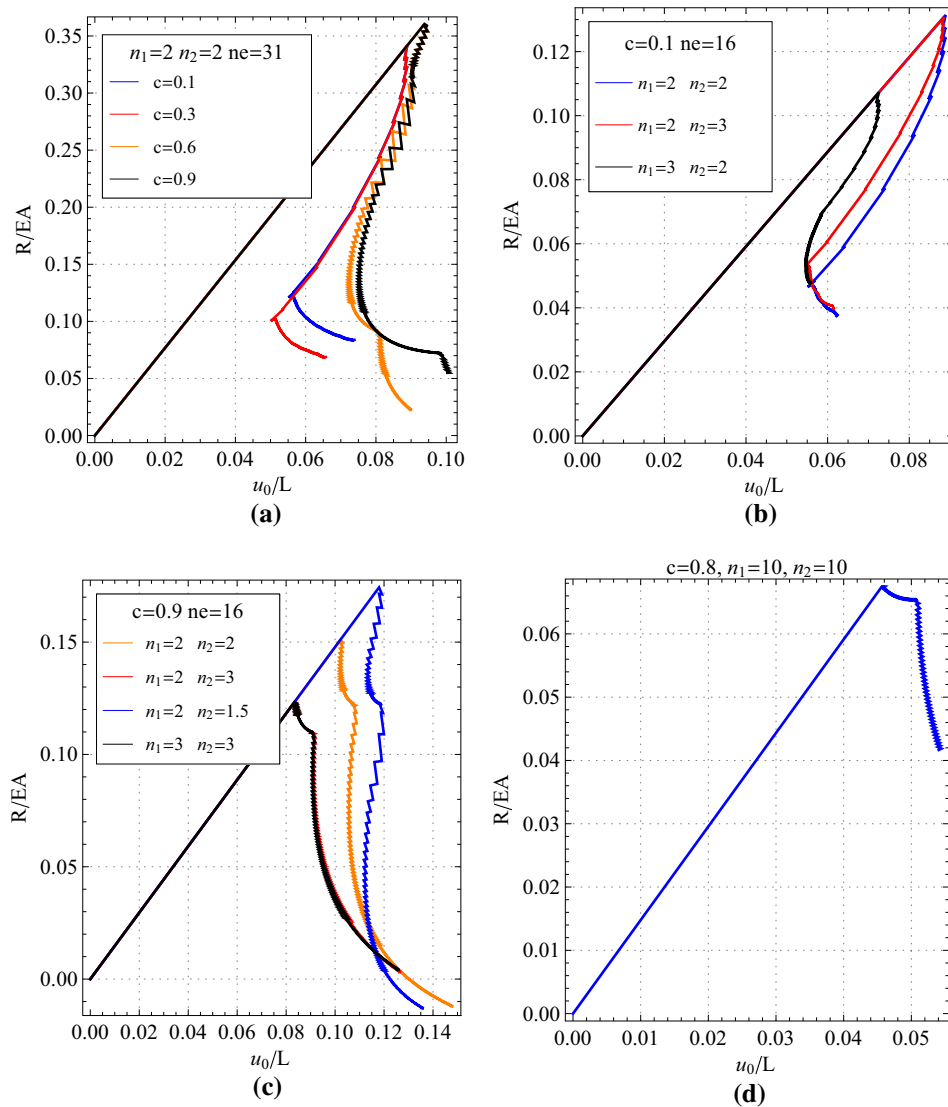 n1=2 n2=2 ne=31
c=0.1
c=0.3
c=0.6
c=0.9
R/EA
0.35
0.30
0.25
0.20
0.15
0.10
0.05
0.00
0.00 0.02 0.04 0.06 0.08 0.10
u0/L
(a)
c=0.1 ne=16
n1=2 n2=2
n1=2 n2=3
n1=3 n2=2
R/EA
0.12
0.10
0.08
0.06
0.04
0.02
0.00
0.00 0.02 0.04 0.06 0.08
u0/L
(b)
c=0.9 ne=16
n1=2 n2=2
n1=2 n2=3
n1=2 n2=1.5
n1=3 n2=3
R/EA
0.15
0.10
0.05
0.00
0.00 0.02 0.04 0.06 0.08 0.10 0.12 0.14
u0/L
(c)
c=0.8, n1=10, n2=10
R/EA
0.06
0.05
0.04
0.03
0.02
0.01
0.00
0.00 0.01 0.02 0.03 0.04 0.05
u0/L
(d)